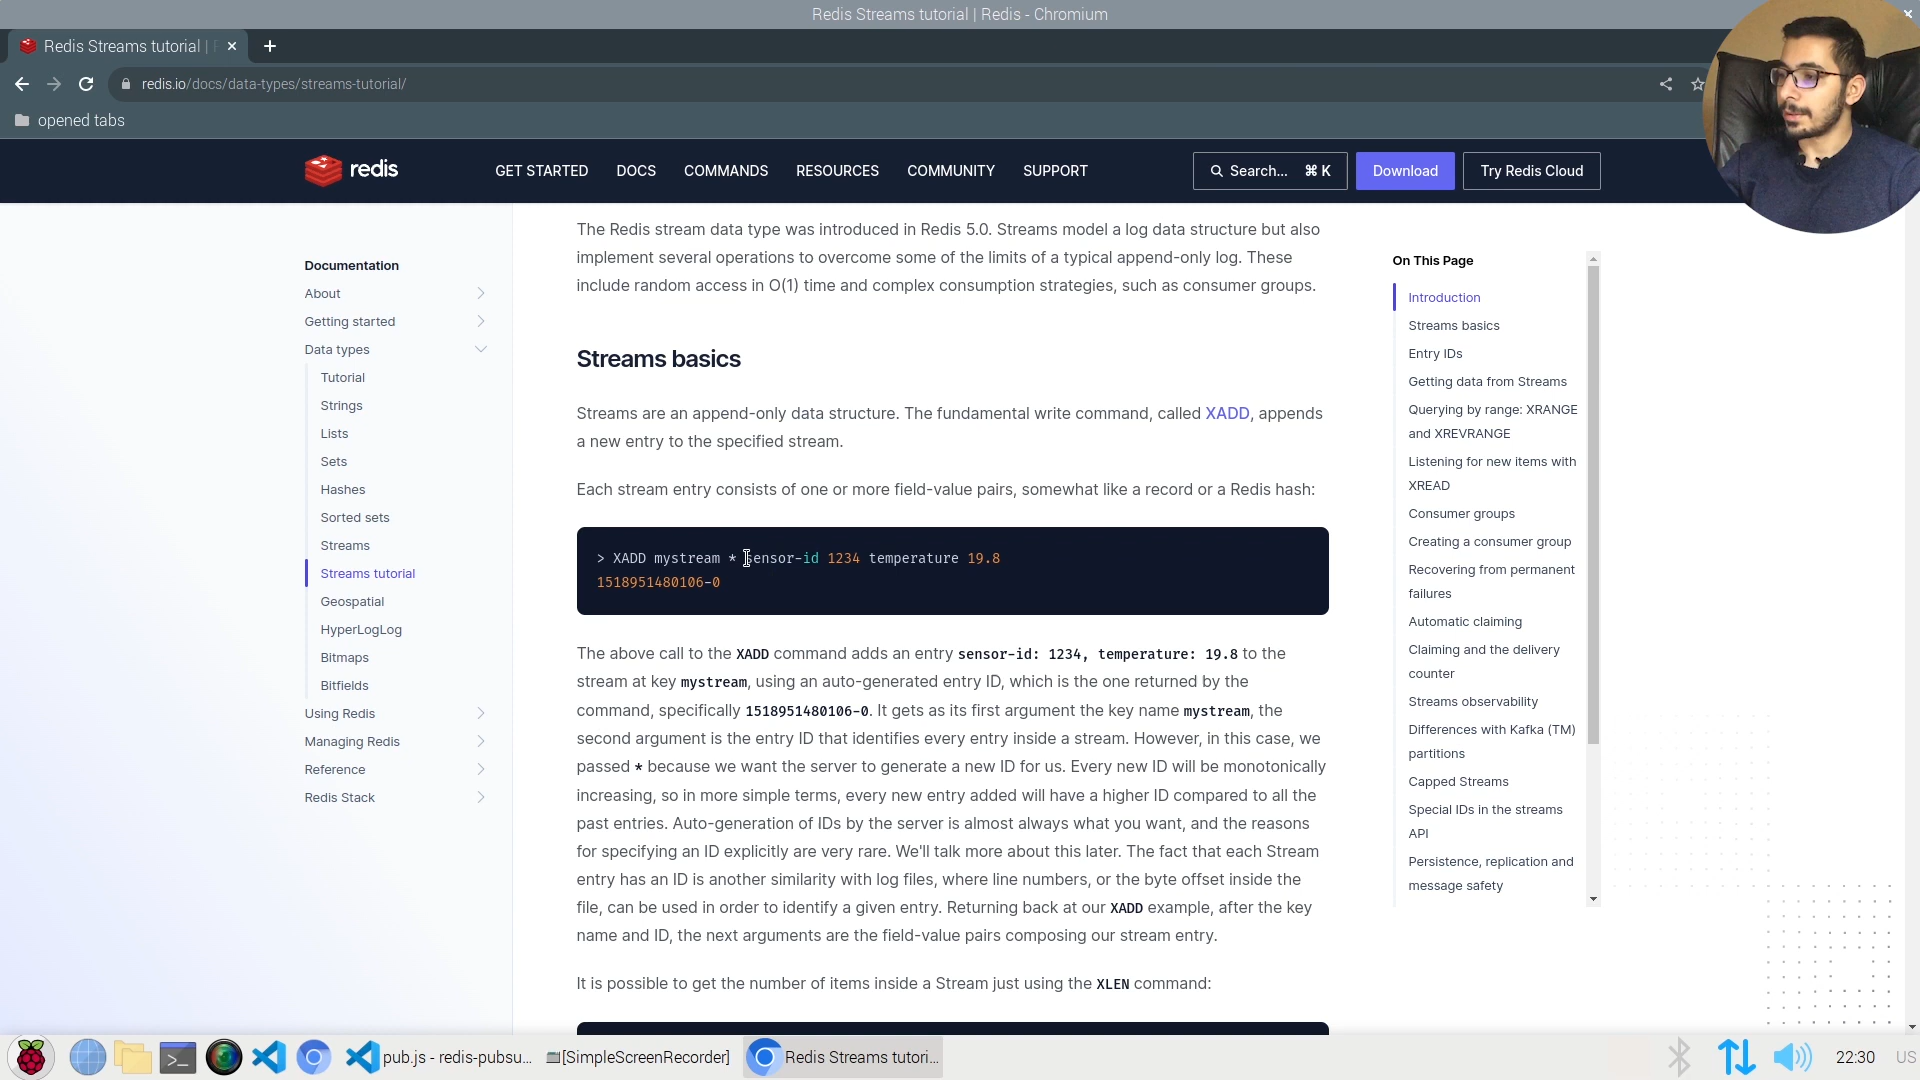 Redis Streams tutorial | Redis - Chromium
Redis Streams tutorial |
redis.io/docs/data-types/streams-tutorial/
opened tabs
redis
GET STARTED
DOCS
COMMANDS
RESOURCES
COMMUNITY
SUPPORT
Search... ⌘ K
Download
Try Redis Cloud
Documentation
About
Getting started
Data types
Tutorial
Strings
Lists
Sets
Hashes
Sorted sets
Streams
Streams tutorial
Geospatial
HyperLogLog
Bitmaps
Bitfields
Using Redis
Managing Redis
Reference
Redis Stack
The Redis stream data type was introduced in Redis 5.0. Streams model a log data structure but also
implement several operations to overcome some of the limits of a typical append-only log. These
include random access in O(1) time and complex consumption strategies, such as consumer groups.
Streams basics
Streams are an append-only data structure. The fundamental write command, called XADD, appends
a new entry to the specified stream.
Each stream entry consists of one or more field-value pairs, somewhat like a record or a Redis hash:
> XADD mystream * sensor-id 1234 temperature 19.8
1518951480106-0
The above call to the XADD command adds an entry sensor-id: 1234, temperature: 19.8 to the
stream at key mystream, using an auto-generated entry ID, which is the one returned by the
command, specifically 1518951480106-0. It gets as its first argument the key name mystream, the
second argument is the entry ID that identifies every entry inside a stream. However, in this case, we
passed * because we want the server to generate a new ID for us. Every new ID will be monotonically
increasing, so in more simple terms, every new entry added will have a higher ID compared to all the
past entries. Auto-generation of IDs by the server is almost always what you want, and the reasons
for specifying an ID explicitly are very rare. We'll talk more about this later. The fact that each Stream
entry has an ID is another similarity with log files, where line numbers, or the byte offset inside the
file, can be used in order to identify a given entry. Returning back at our XADD example, after the key
name and ID, the next arguments are the field-value pairs composing our stream entry.
It is possible to get the number of items inside a Stream just using the XLEN command:
On This Page
Introduction
Streams basics
Entry IDs
Getting data from Streams
Querying by range: XRANGE
and XREVRANGE
Listening for new items with
XREAD
Consumer groups
Creating a consumer group
Recovering from permanent
failures
Automatic claiming
Claiming and the delivery
counter
Streams observability
Differences with Kafka (TM)
partitions
Capped Streams
Special IDs in the streams
API
Persistence, replication and
message safety
pub.js - redis-pubsu...
[SimpleScreenRecorder]
Redis Streams tutori...
22:30
US